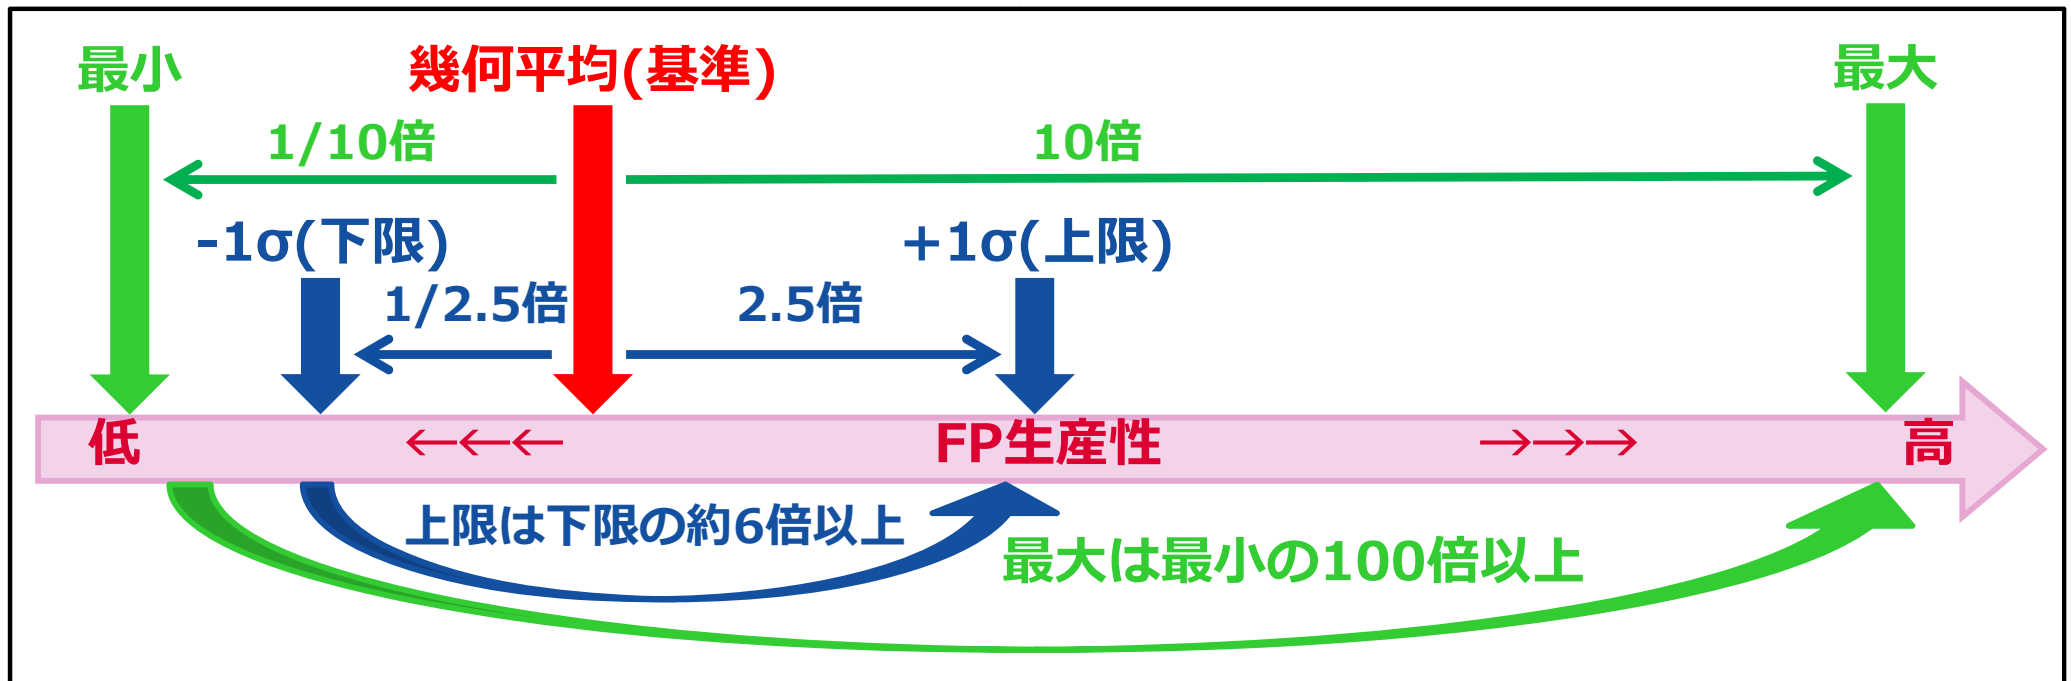 最小
幾何平均(基準)
最大
1/10倍
10倍
-1σ(下限)
+1σ(上限)
1/2.5倍
2.5倍
低
←←←
FP生産性
→→→
高
上限は下限の約6倍以上
最大は最小の100倍以上